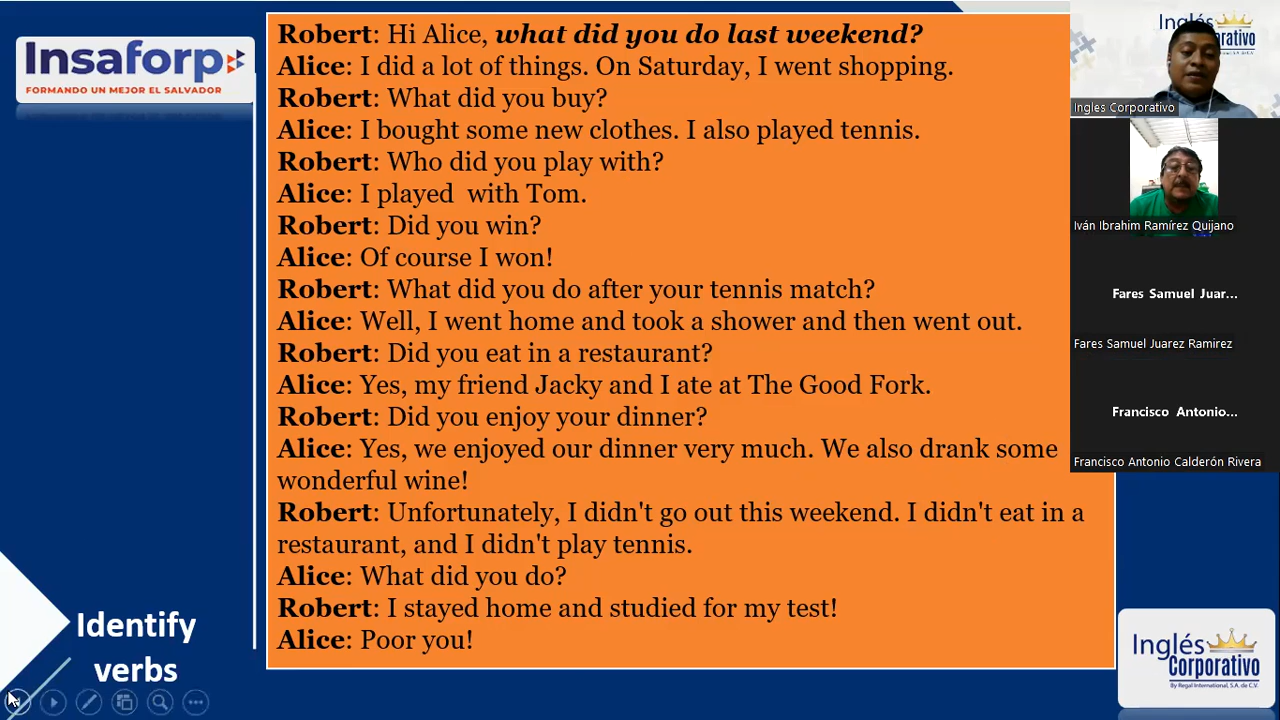 Insaforp
FORMANDO UN MEJOR EL SALVADOR
Robert: Hi Alice, what did you do last weekend?
Alice: I did a lot of things. On Saturday, I went shopping.
Robert: What did you buy?
Alice: I bought some new clothes. I also played tennis.
Robert: Who did you play with?
Alice: I played  with Tom.
Robert: Did you win?
Alice: Of course I won!
Robert: What did you do after your tennis match?
Alice: Well, I went home and took a shower and then went out.
Robert: Did you eat in a restaurant?
Alice: Yes, my friend Jacky and I ate at The Good Fork.
Robert: Did you enjoy your dinner?
Alice: Yes, we enjoyed our dinner very much. We also drank some
wonderful wine!
Robert: Unfortunately, I didn't go out this weekend. I didn't eat in a
restaurant, and I didn't play tennis.
Alice: What did you do?
Robert: I stayed home and studied for my test!
Alice: Poor you!
Identify
verbs
Inglés
Ingles Corporativo
Iván Ibrahim Ramírez Quijano
Fares Samuel Juar...
Fares Samuel Juarez Ramirez
Francisco Antonio...
Francisco Antonio Calderón Rivera
Inglés
Corporativo
By Regal International, S.A. de C.V.